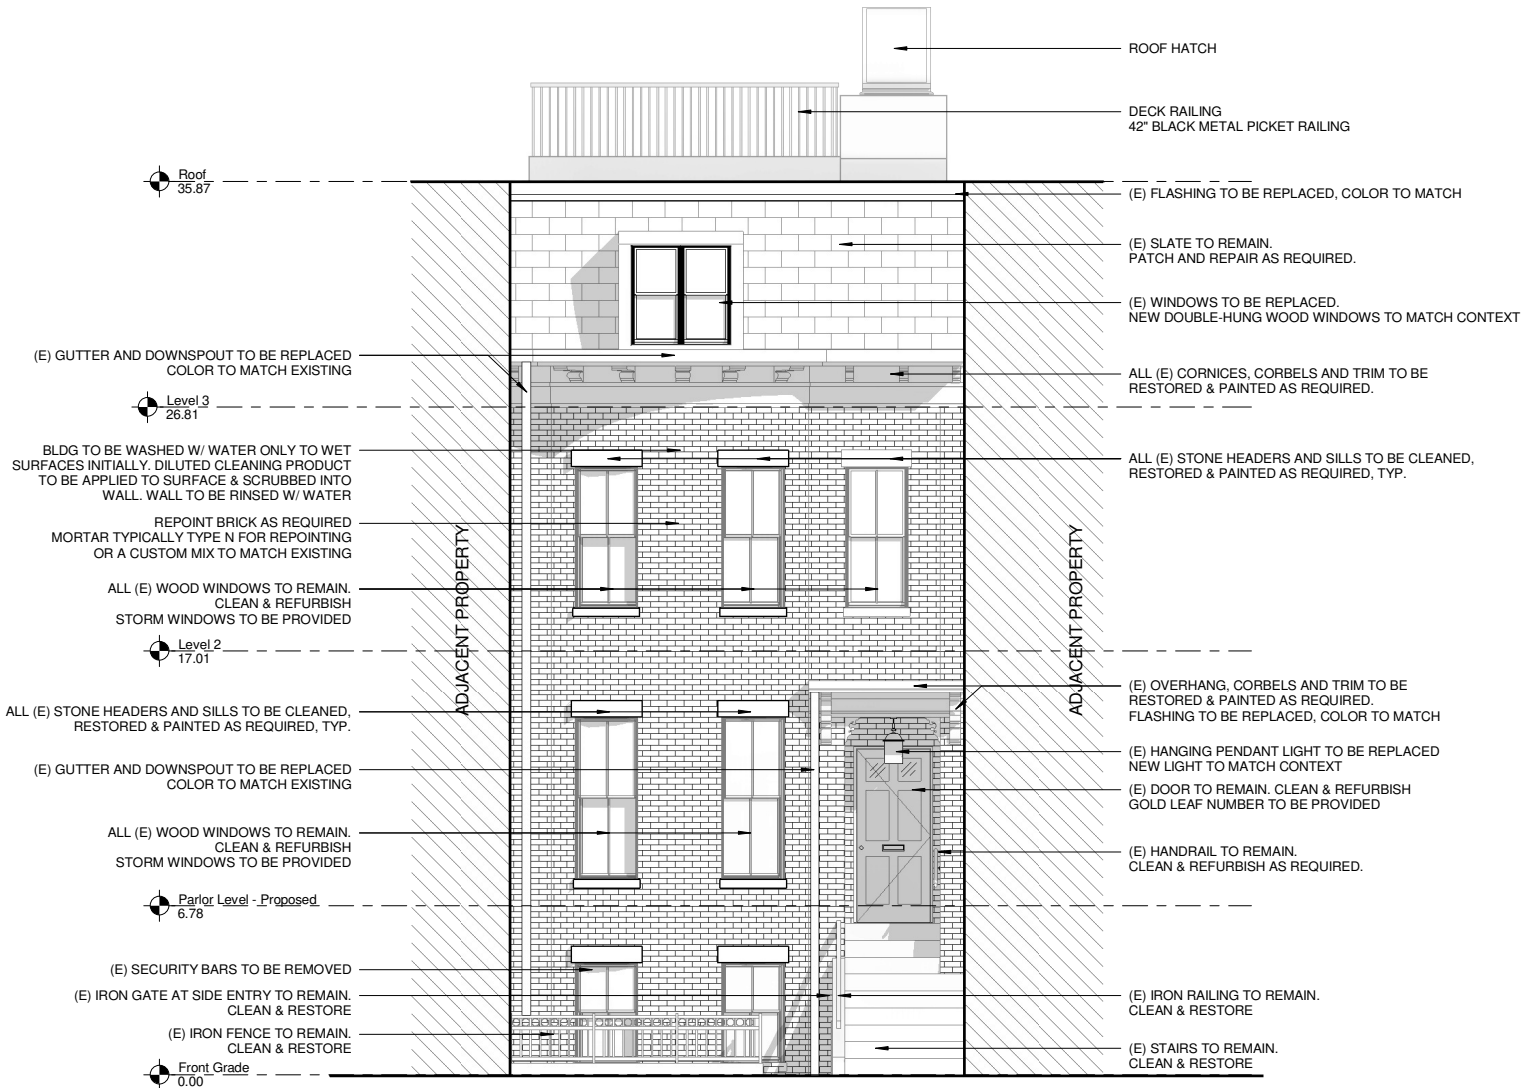 ROOF HATCH
DECK RAILING
42" BLACK METAL PICKET RAILING
Roof
35.87
(E) FLASHING TO BE REPLACED, COLOR TO MATCH
(E) SLATE TO REMAIN.
PATCH AND REPAIR AS REQUIRED.
(E) WINDOWS TO BE REPLACED.
NEW DOUBLE-HUNG WOOD WINDOWS TO MATCH CONTEXT
(E) GUTTER AND DOWNSPOUT TO BE REPLACED
COLOR TO MATCH EXISTING
ALL (E) CORNICES, CORBELS AND TRIM TO BE
RESTORED & PAINTED AS REQUIRED.
Level 3
26.81
BLDG TO BE WASHED W/ WATER ONLY TO WET
SURFACES INITIALLY. DILUTED CLEANING PRODUCT
TO BE APPLIED TO SURFACE & SCRUBBED INTO
WALL. WALL TO BE RINSED W/ WATER
ALL (E) STONE HEADERS AND SILLS TO BE CLEANED,
RESTORED & PAINTED AS REQUIRED, TYP.
REPOINT BRICK AS REQUIRED
MORTAR TYPICALLY TYPE N FOR REPOINTING
OR A CUSTOM MIX TO MATCH EXISTING
ADJACENT PROPERTY
ADJACENT PROPERTY
ALL (E) WOOD WINDOWS TO REMAIN.
CLEAN & REFURBISH
STORM WINDOWS TO BE PROVIDED
Level 2
17.01
ALL (E) STONE HEADERS AND SILLS TO BE CLEANED,
RESTORED & PAINTED AS REQUIRED, TYP.
(E) OVERHANG, CORBELS AND TRIM TO BE
RESTORED & PAINTED AS REQUIRED.
FLASHING TO BE REPLACED, COLOR TO MATCH
(E) GUTTER AND DOWNSPOUT TO BE REPLACED
COLOR TO MATCH EXISTING
(E) HANGING PENDANT LIGHT TO BE REPLACED
NEW LIGHT TO MATCH CONTEXT
(E) DOOR TO REMAIN. CLEAN & REFURBISH
GOLD LEAF NUMBER TO BE PROVIDED
ALL (E) WOOD WINDOWS TO REMAIN.
CLEAN & REFURBISH
STORM WINDOWS TO BE PROVIDED
(E) HANDRAIL TO REMAIN.
CLEAN & REFURBISH AS REQUIRED.
Parlor Level - Proposed
6.78
(E) SECURITY BARS TO BE REMOVED
(E) IRON GATE AT SIDE ENTRY TO REMAIN.
CLEAN & RESTORE
(E) IRON RAILING TO REMAIN.
CLEAN & RESTORE
(E) IRON FENCE TO REMAIN.
CLEAN & RESTORE
(E) STAIRS TO REMAIN.
CLEAN & RESTORE
Front Grade
0.00